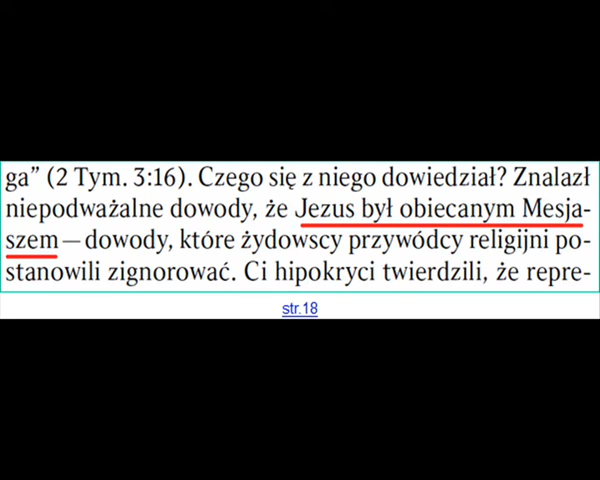 ga” (2 Tym. 3:16). Czego się z niego dowiedział? Znalazł
niepodważalne dowody, że Jezus był obiecanym Mesja-
szem — dowody, które żydowscy przywódcy religijni po-
stanowili zignorować. Ci hipokryci twierdzili, że repre-
str.18